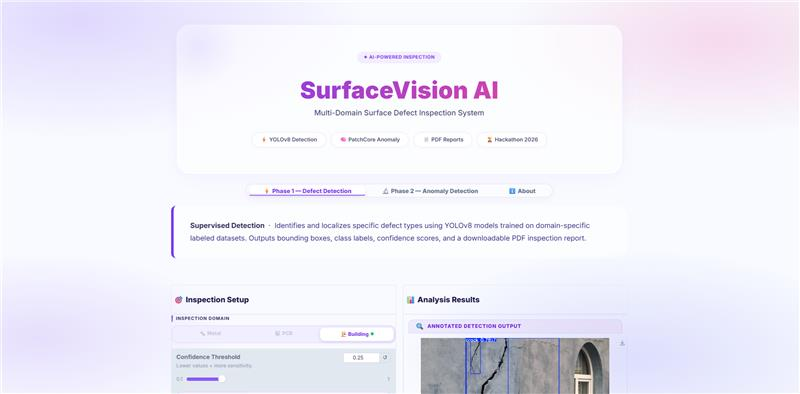 AI-POWERED INSPECTION
SurfaceVision AI
Multi-Domain Surface Defect Inspection System
YOLOv8 Detection
PatchCore Anomaly
PDF Reports
Hackathon 2026
Phase 1 — Defect Detection
Phase 2 — Anomaly Detection
About
Supervised Detection · Identifies and localizes specific defect types using YOLOv8 models trained on domain-specific
labeled datasets. Outputs bounding boxes, class labels, confidence scores, and a downloadable PDF inspection report.
Inspection Setup
INSPECTION DOMAIN
Metal
PCB
Building
Confidence Threshold
0.25
Lower values = more sensitivity.
0.1
1
Analysis Results
ANNOTATED DETECTION OUTPUT